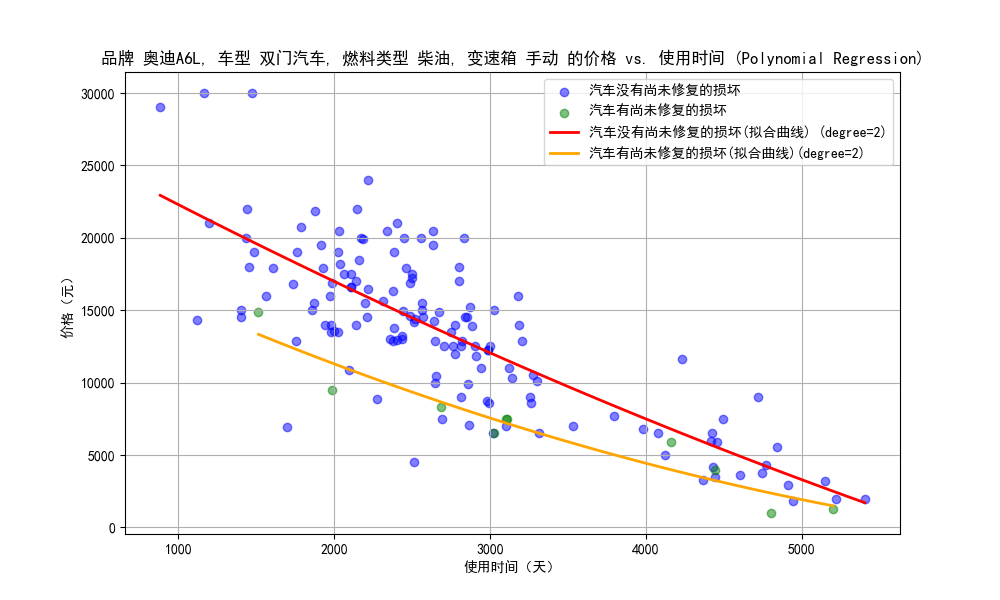 品牌 奥迪A6L, 车型 双门汽车, 燃料类型 柴油, 变速箱 手动 的价格 vs. 使用时间 (Polynomial Regression)
汽车没有尚未修复的损坏
汽车有尚未修复的损坏
汽车没有尚未修复的损坏(拟合曲线) (degree=2)
汽车有尚未修复的损坏(拟合曲线)(degree=2)
价格（元）
30000
25000
20000
15000
10000
5000
0
1000 2000 3000 4000 5000
使用时间（天）